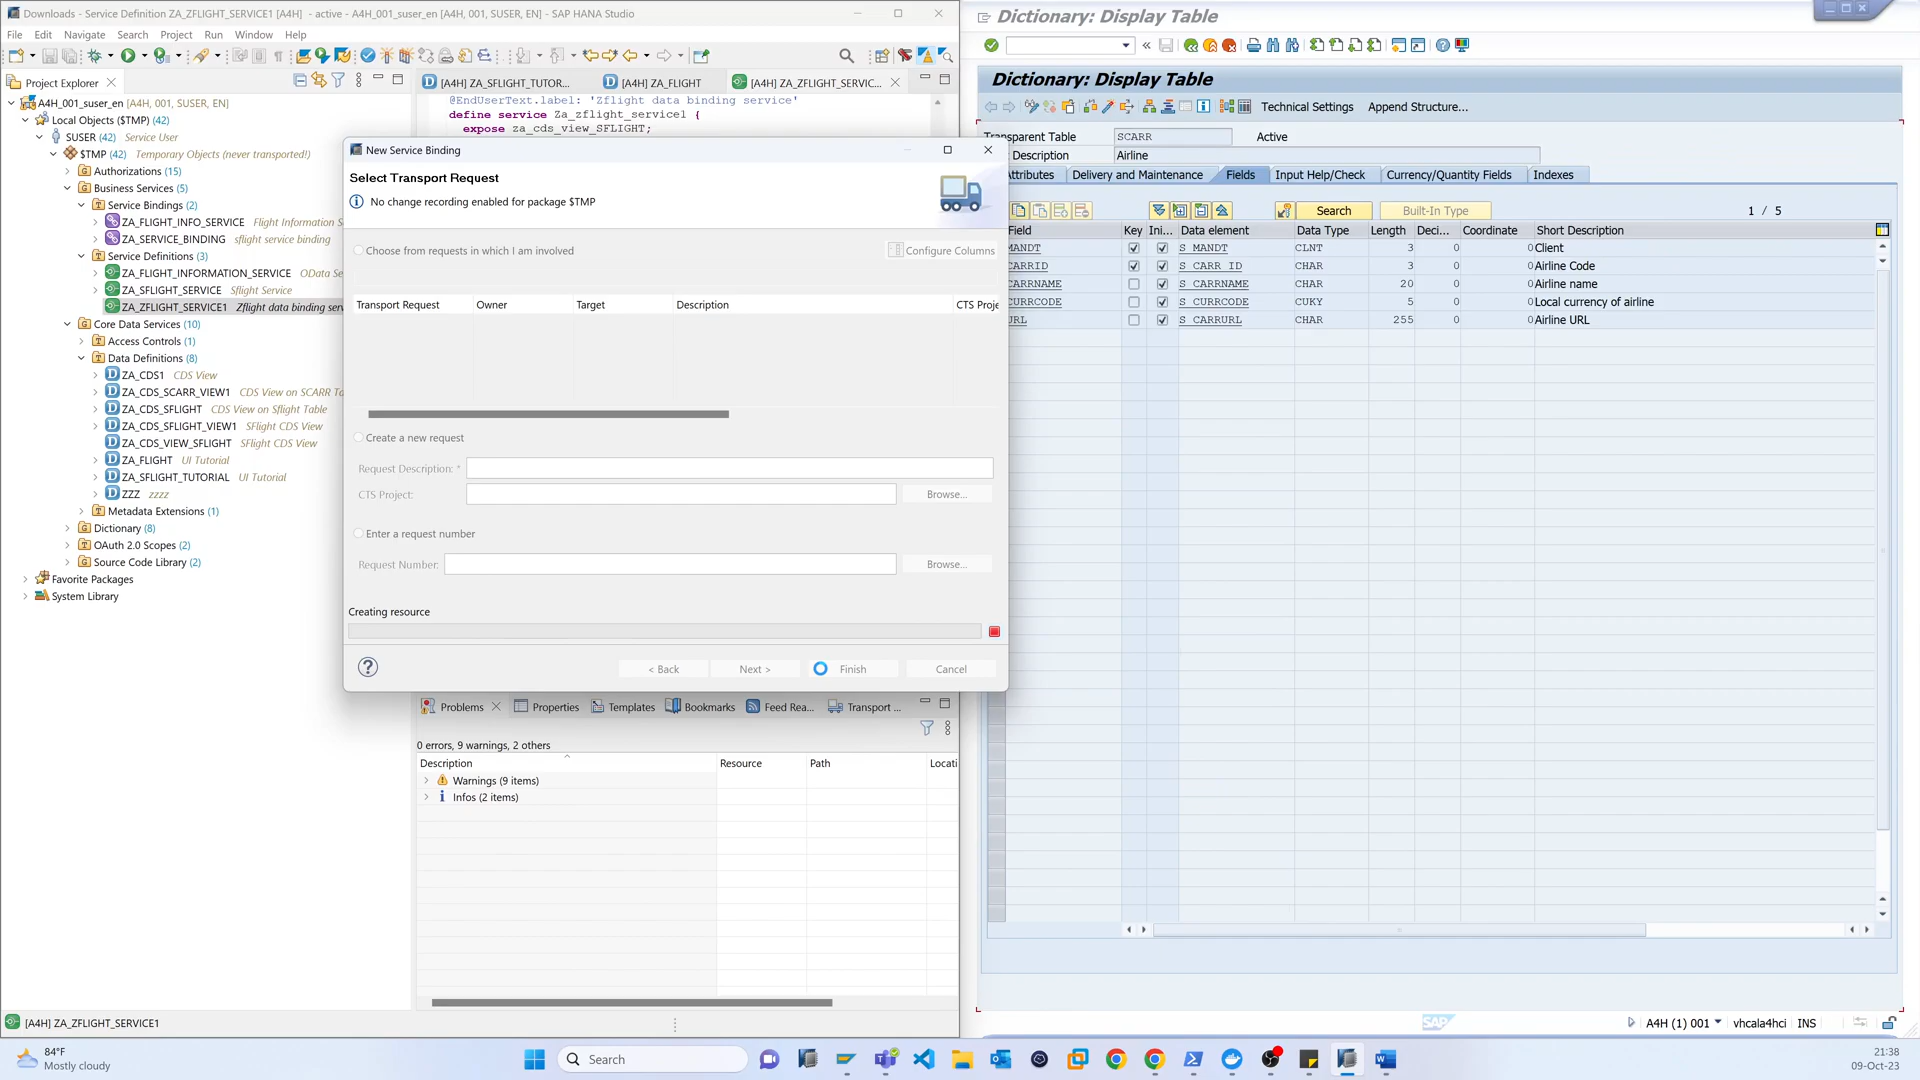 Downloads - Service Definition ZA_ZFLIGHT_SERVICE1 [A4H] - active - A4H_001_suser_en [A4H, 001, SUSER, EN] - SAP HANA Studio
File Edit Navigate Search Project Run Window Help
Project Explorer
A4H_001_suser_en [A4H, 001, SUSER, EN]
Local Objects ($TMP) (42)
SUSER (42) Service User
$TMP (42) Temporary Objects (never transported!)
Authorizations (15)
Business Services (5)
Service Bindings (2)
ZA_FLIGHT_INFO_SERVICE Flight Information S
ZA_SERVICE_BINDING sflight service binding
Service Definitions (3)
ZA_FLIGHT_INFORMATION_SERVICE OData Se
ZA_SFLIGHT_SERVICE Sflight Service
ZA_ZFLIGHT_SERVICE1 Zflight data binding serv
Core Data Services (10)
Access Controls (1)
Data Definitions (8)
ZA_CDS1 CDS View
ZA_CDS_SCARR_VIEW1 CDS View on SCARR Ta
ZA_CDS_SFLIGHT CDS View on Sflight Table
ZA_CDS_SFLIGHT_VIEW1 SFlight CDS View
ZA_CDS_VIEW_SFLIGHT SFlight CDS View
ZA_FLIGHT UI Tutorial
ZA_SFLIGHT_TUTORIAL UI Tutorial
ZZZ zzzz
Metadata Extensions (1)
Dictionary (8)
OAuth 2.0 Scopes (2)
Source Code Library (2)
Favorite Packages
System Library
[A4H] ZA_SFLIGHT_TUTOR... [A4H] ZA_FLIGHT [A4H] ZA_ZFLIGHT_SERVIC...
@EndUserText.label: 'Zflight data binding service'
define service Za_zflight_service1 {
expose za_cds_view_SFLIGHT;
New Service Binding
Select Transport Request
No change recording enabled for package $TMP
Choose from requests in which I am involved Configure Columns
Transport Request Owner Target Description CTS Proje
Create a new request
Request Description: *
CTS Project: Browse...
Enter a request number
Request Number: Browse...
Creating resource
< Back Next > Finish Cancel
Problems Properties Templates Bookmarks Feed Rea... Transport ...
0 errors, 9 warnings, 2 others
Description Resource Path Locati
Warnings (9 items)
Infos (2 items)
[A4H] ZA_ZFLIGHT_SERVICE1
Dictionary: Display Table
Dictionary: Display Table
Technical Settings Append Structure...
Transparent Table SCARR Active
Description Airline
Attributes Delivery and Maintenance Fields Input Help/Check Currency/Quantity Fields Indexes
Search Built-In Type 1 / 5
Field Key Ini... Data element Data Type Length Deci... Coordinate Short Description
MANDT S_MANDT CLNT 3 0 0 Client
CARRID S_CARR_ID CHAR 3 0 0 Airline Code
CARRNAME S_CARRNAME CHAR 20 0 0 Airline name
CURRCODE S_CURRCODE CUKY 5 0 0 Local currency of airline
URL S_CARRURL CHAR 255 0 0 Airline URL
SAP
A4H (1) 001 vhcala4hci INS
84°F
Mostly cloudy
Search
21:38
09-Oct-23